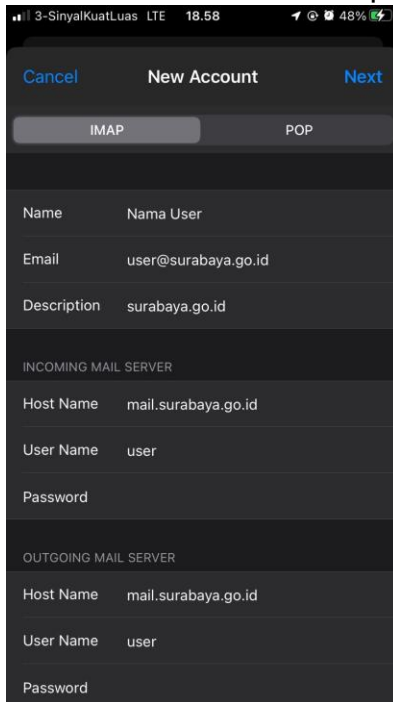 3-SinyalKuatLuas LTE 18.58 48%
Cancel New Account Next
IMAP POP
Name Nama User
Email user@surabaya.go.id
Description surabaya.go.id
INCOMING MAIL SERVER
Host Name mail.surabaya.go.id
User Name user
Password
OUTGOING MAIL SERVER
Host Name mail.surabaya.go.id
User Name user
Password